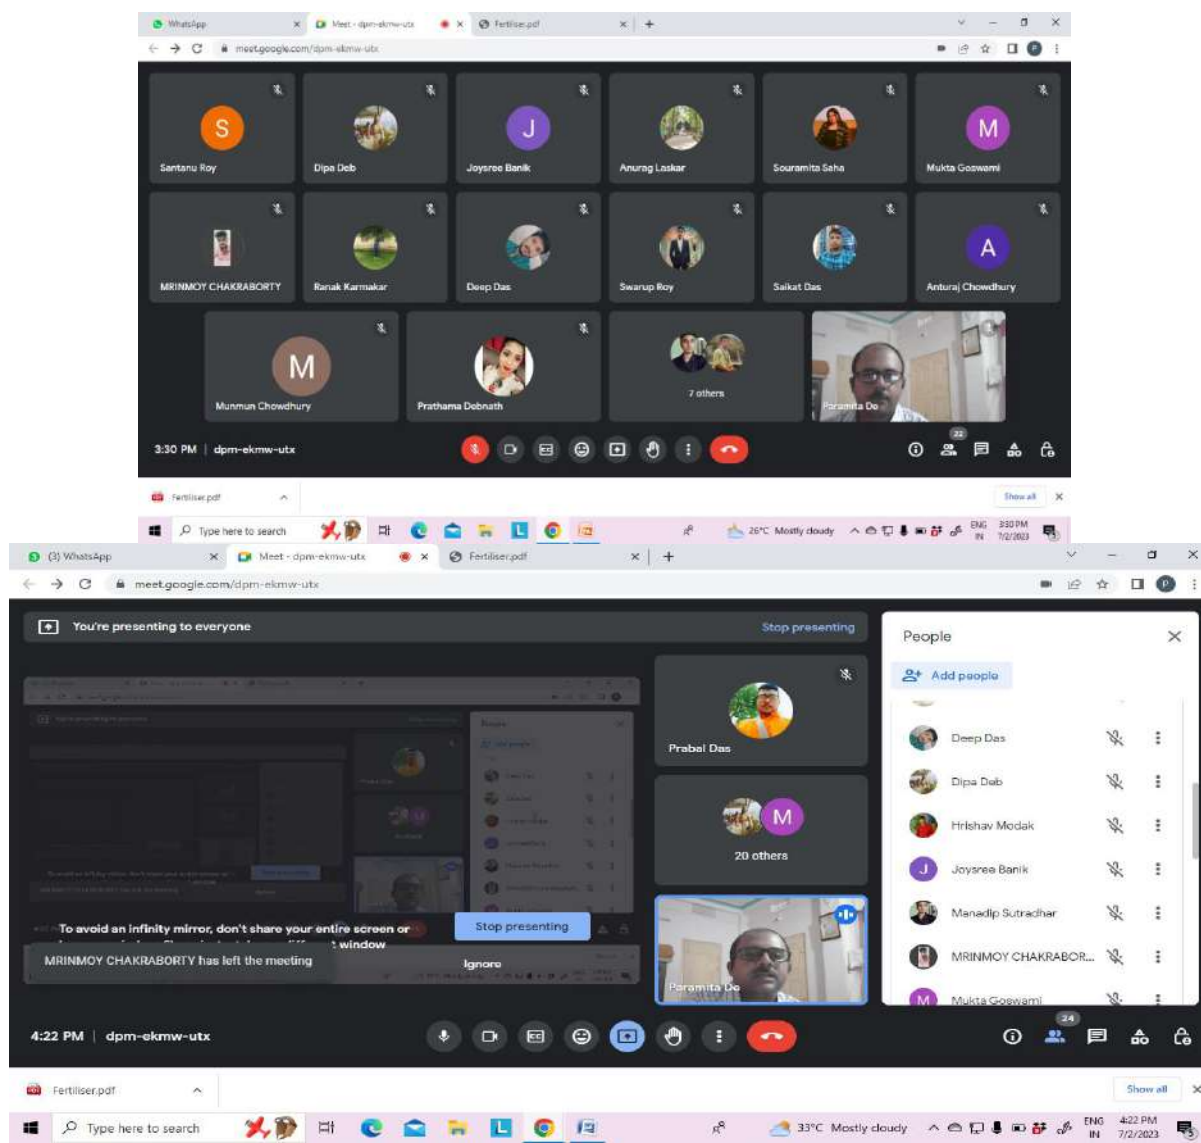 WhatsApp
Meet - dpm-ekmw-utx
Fertiliser.pdf
meet.google.com/dpm-ekmw-utx
P
S
Santanu Roy
Dipa Deb
J
Joysree Banik
Anurag Laskar
Souramita Saha
M
Mukta Goswami
MRINMOY CHAKRABORTY
Ranak Karmakar
Deep Das
Swarup Roy
Saikat Das
A
Anturaj Chowdhury
M
Munmun Chowdhury
Prathama Debnath
7 others
Paramita De
3:30 PM | dpm-ekmw-utx
22
Fertiliser.pdf
Show all
Type here to search
26°C Mostly cloudy
ENG
IN
3:30 PM
7/2/2023
(3) WhatsApp
Meet - dpm-ekmw-utx
Fertiliser.pdf
meet.google.com/dpm-ekmw-utx
P
You're presenting to everyone
Stop presenting
People
Add people
Prabal Das
M
20 others
Paramita De
Deep Das
Dipa Deb
Hrishav Modak
J
Joysree Banik
Manadip Sutradhar
MRINMOY CHAKRABOR...
M
Mukta Goswami
To avoid an infinity mirror, don't share your entire screen or
window
Stop presenting
Ignore
MRINMOY CHAKRABORTY has left the meeting
4:22 PM | dpm-ekmw-utx
24
Fertiliser.pdf
Show all
Type here to search
33°C Mostly cloudy
ENG
IN
4:22 PM
7/2/2023